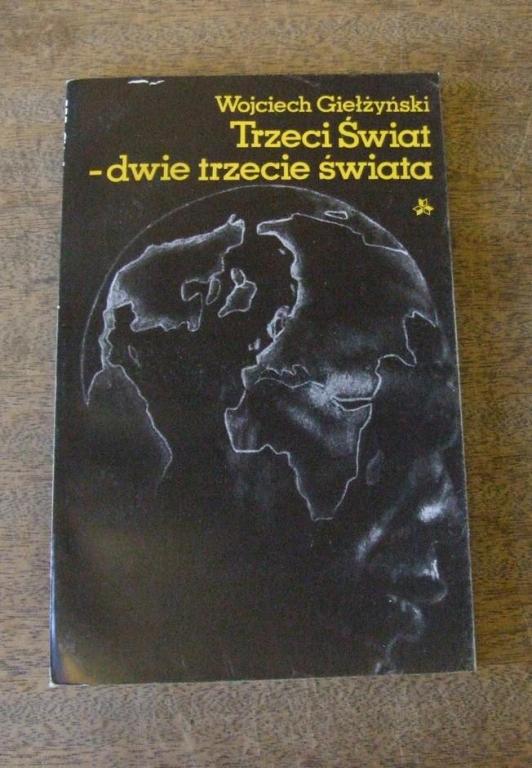 Wojciech Giełżyński
Trzeci Świat
- dwie trzecie świata